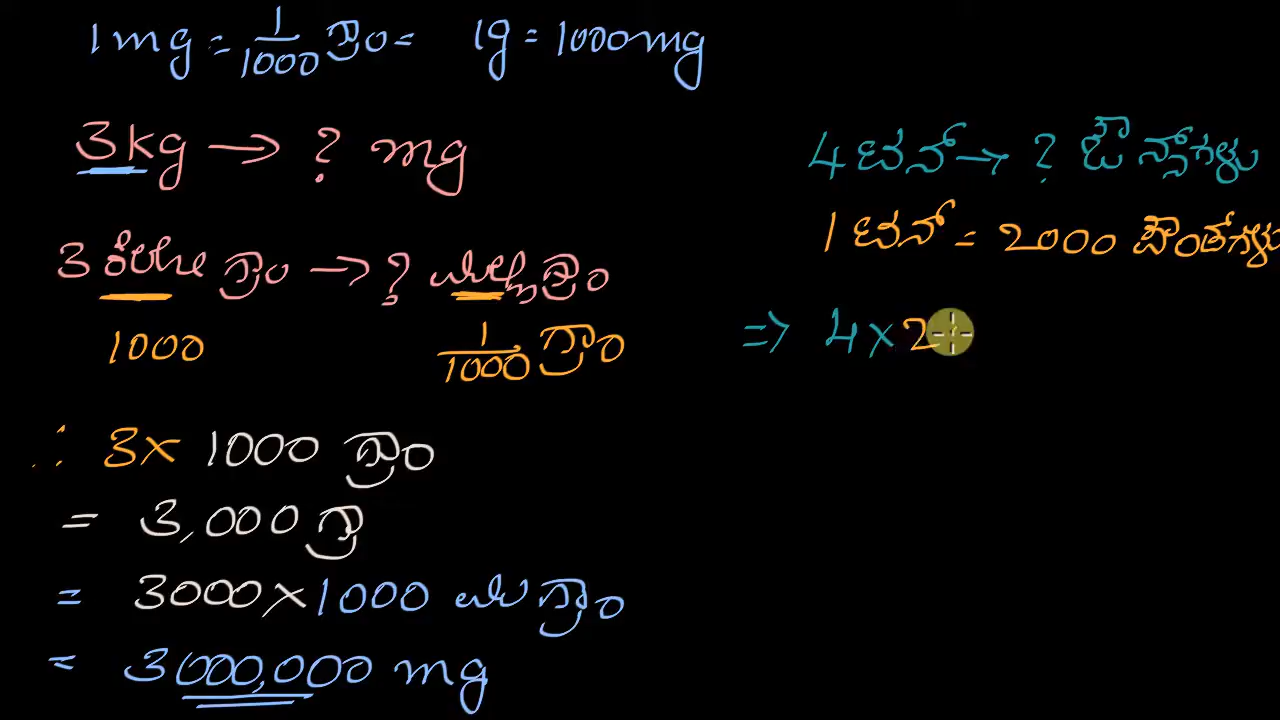 1mg = 1/1000 ಗ್ರಾಂ = 1g = 1000mg
3kg → ? mg
3 ಕಿಲೋ ಗ್ರಾಂ → ? ಮಿಲ್ಲಿಗ್ರಾಂ
1000 1/1000 ಗ್ರಾಂ
∴ 3× 1000 ಗ್ರಾಂ
= 3,000 ಗ್ರಾ
= 3000 × 1000 ಮಿ ಗ್ರಾಂ
= 3000,000 mg
4 ಟನ್ → ? ಔನ್ಸ್‌ಗಳು
1 ಟನ್ = 2000 ಪೌಂಡ್‌ಗಳು
⇒ 4 × 2